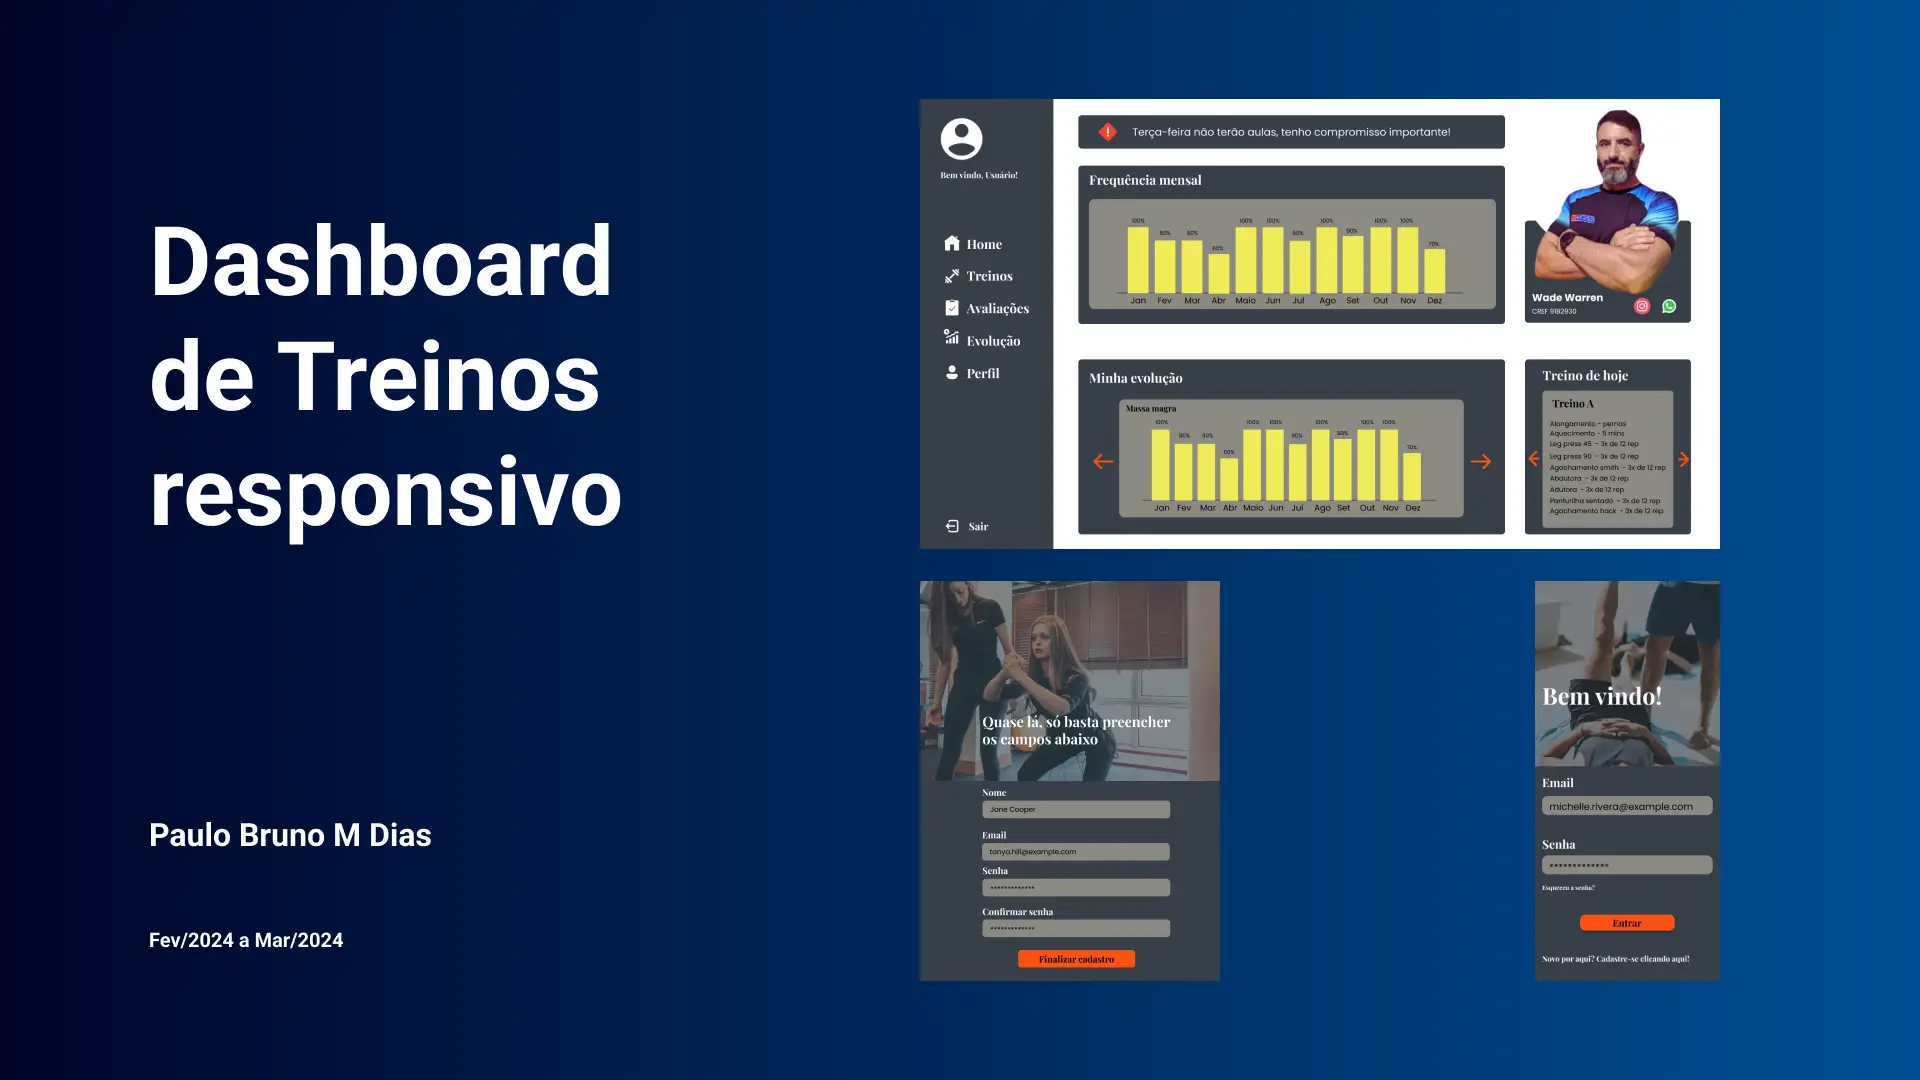 Dashboard
de Treinos
responsivo
Paulo Bruno M Dias
Fev/2024 a Mar/2024
Bem vindo, Usuário!
Home
Treinos
Avaliações
Evolução
Perfil
Sair
Terça-feira não terão aulas, tenho compromisso importante!
Frequência mensal
100% 80% 80% 60% 100% 100% 80% 100% 90% 100% 100% 70%
Jan Fev Mar Abr Maio Jun Jul Ago Set Out Nov Dez
Wade Warren
CREF 9182930
Minha evolução
Massa magra
100% 80% 80% 60% 100% 100% 80% 100% 90% 100% 100% 70%
Jan Fev Mar Abr Maio Jun Jul Ago Set Out Nov Dez
Treino de hoje
Treino A
Alongamento - pernas
Aquecimento - 5 mins
Leg press 45 - 3x de 12 rep
Leg press 90 - 3x de 12 rep
Agachamento smith - 3x de 12 rep
Abdutora - 3x de 12 rep
Adutora - 3x de 12 rep
Panturilha sentado - 3x de 12 rep
Agachamento hack - 3x de 12 rep
Quase lá, só basta preencher
os campos abaixo
Nome
Jane Cooper
Email
tanya.hill@example.com
Senha
*************
Confirmar senha
*************
Finalizar cadastro
Bem vindo!
Email
michelle.rivera@example.com
Senha
*************
Esqueceu a senha?
Entrar
Novo por aqui? Cadastre-se clicando aqui!